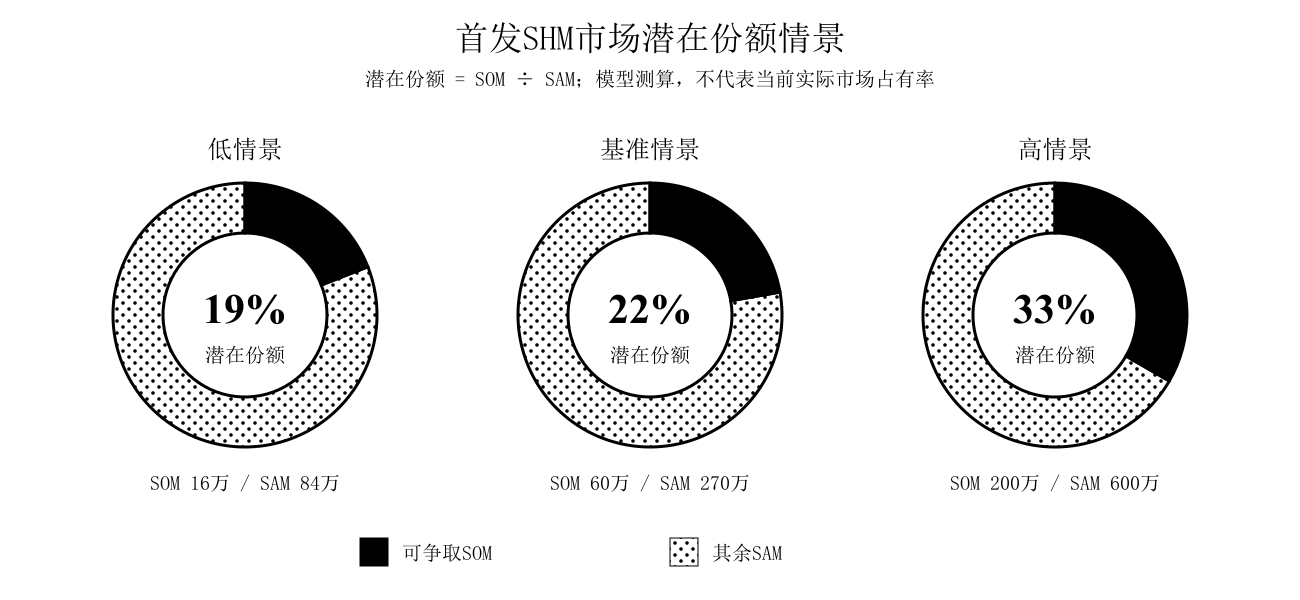 首发SHM市场潜在份额情景
潜在份额 = SOM ÷ SAM；模型测算，不代表当前实际市场占有率
低情景
基准情景
高情景
19%
潜在份额
22%
潜在份额
33%
潜在份额
SOM 16万 / SAM 84万
SOM 60万 / SAM 270万
SOM 200万 / SAM 600万
可争取SOM
其余SAM